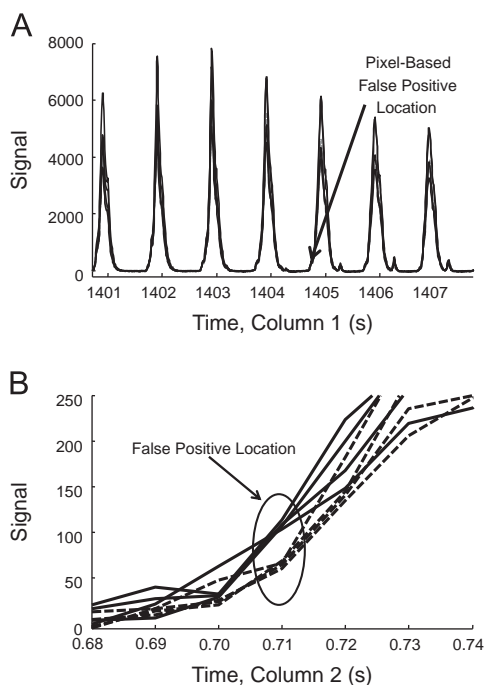 A
8000
6000
4000
2000
0
Signal
Pixel-Based
False Positive
Location
1401 1402 1403 1404 1405 1406 1407
Time, Column 1 (s)
B
250
200
150
100
50
0
Signal
False Positive Location
0.68 0.69 0.70 0.71 0.72 0.73 0.74
Time, Column 2 (s)